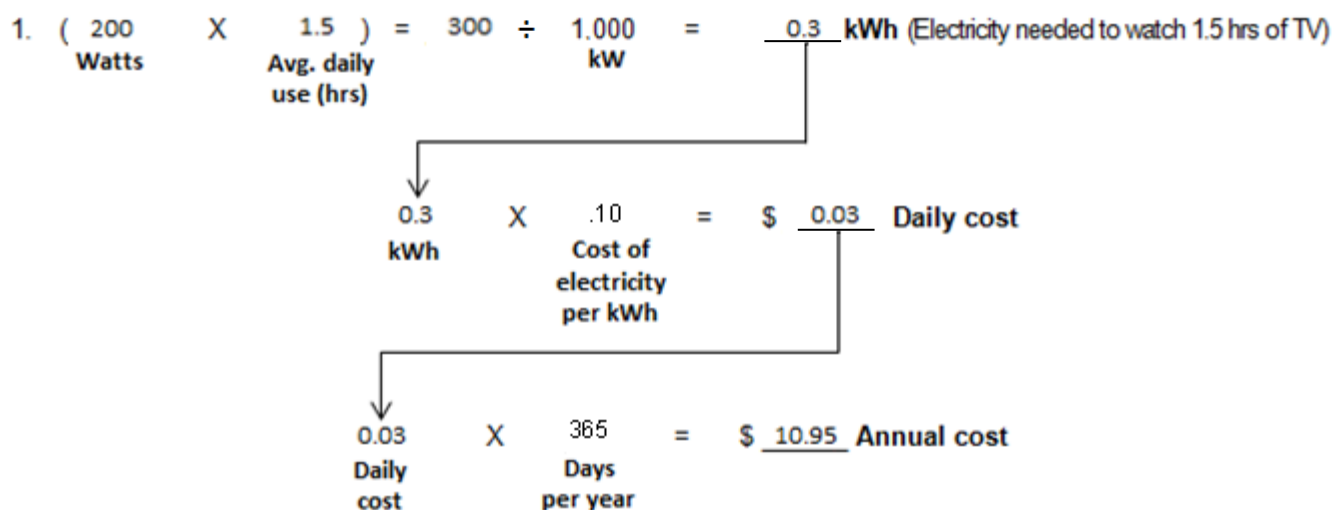 1. ( 200 X 1.5 ) = 300 ÷ 1.000 = 0.3 kWh (Electricity needed to watch 1.5 hrs of TV)
Watts Avg. daily kW
use (hrs)
0.3 X .10 = $ 0.03 Daily cost
kWh Cost of
electricity
per kWh
0.03 X 365 = $ 10.95 Annual cost
Daily Days
cost per year